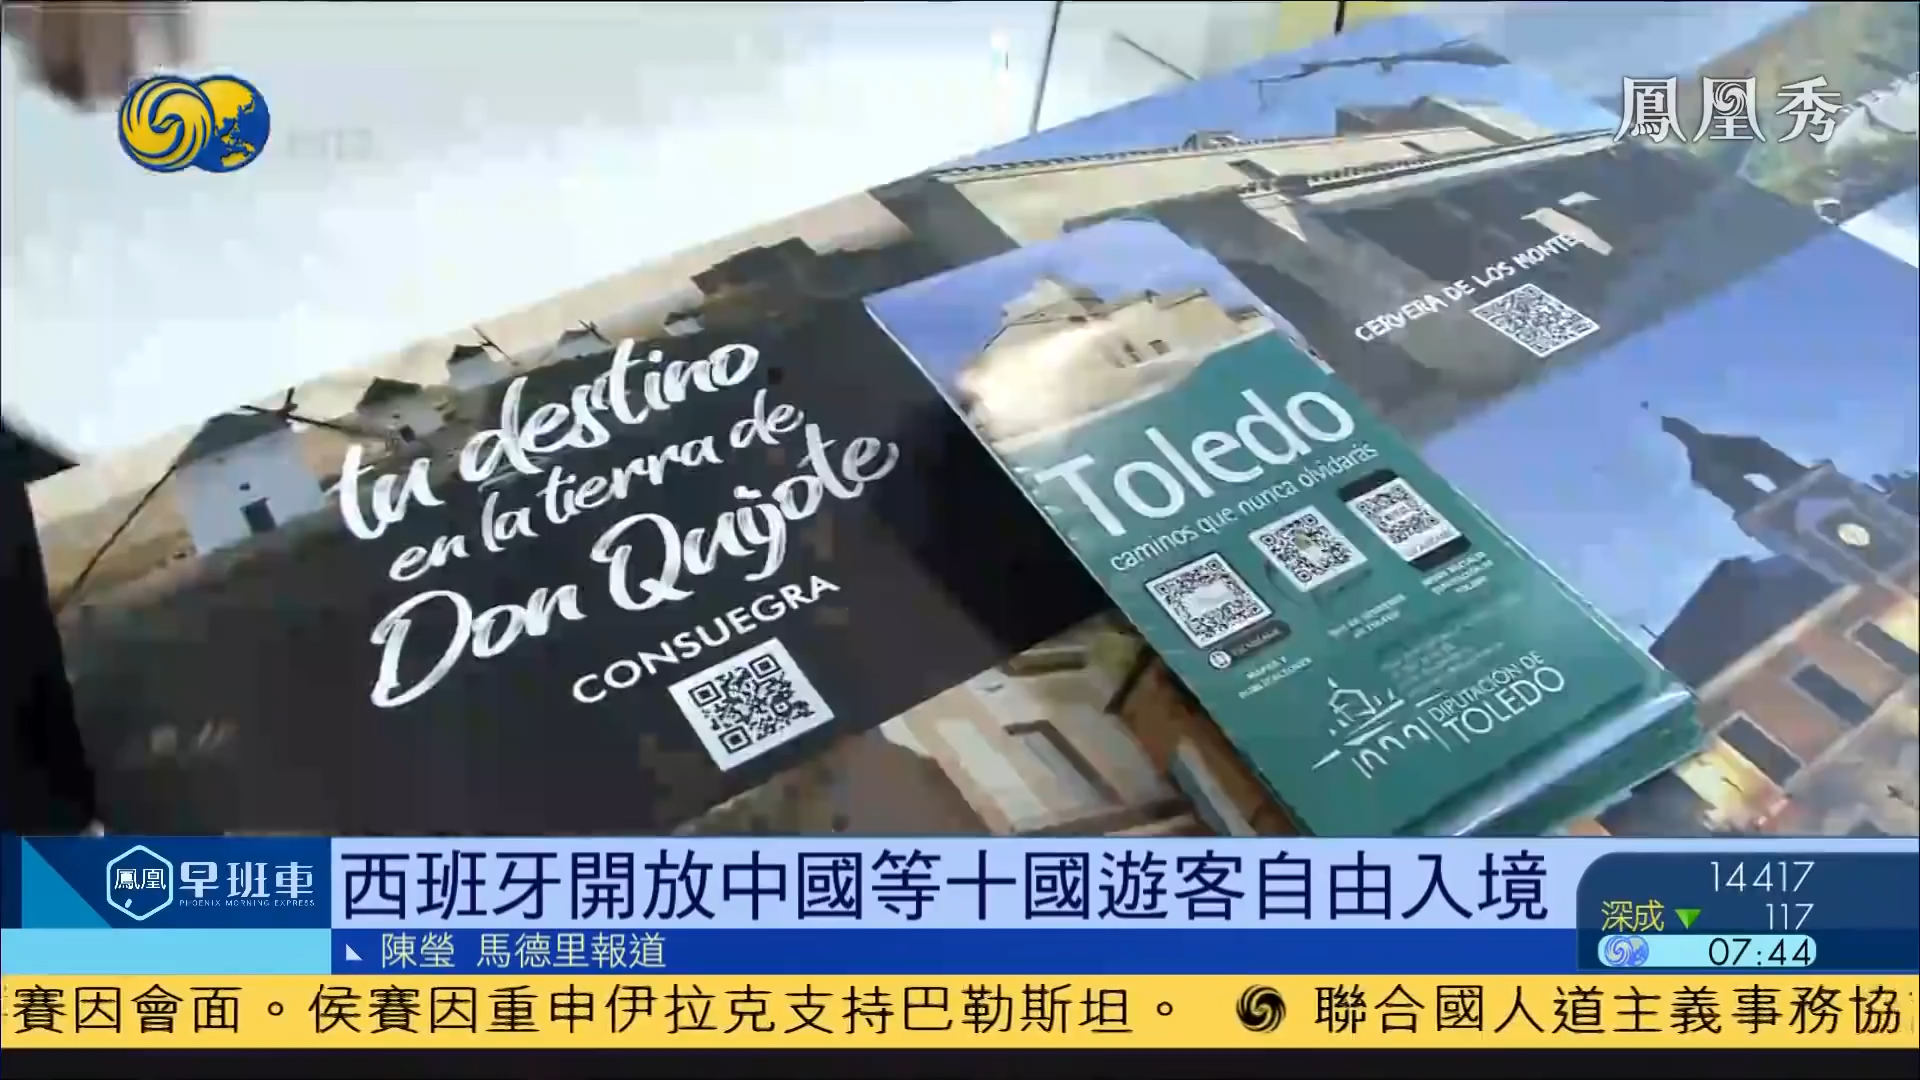 鳳凰秀
tu destino
en la tierra de
Don Quijote
CONSUEGRA
CERVERA DE LOS MONTE
Toledo
caminos que nunca olvidarás
DIPUTACIÓN DE
TOLEDO
鳳凰
早班車
PHOENIX MORNING EXPRESS
西班牙開放中國等十國遊客自由入境
陳瑩 馬德里報道
14417
深成 117
07:44
賽因會面。侯賽因重申伊拉克支持巴勒斯坦。 聯合國人道主義事務協